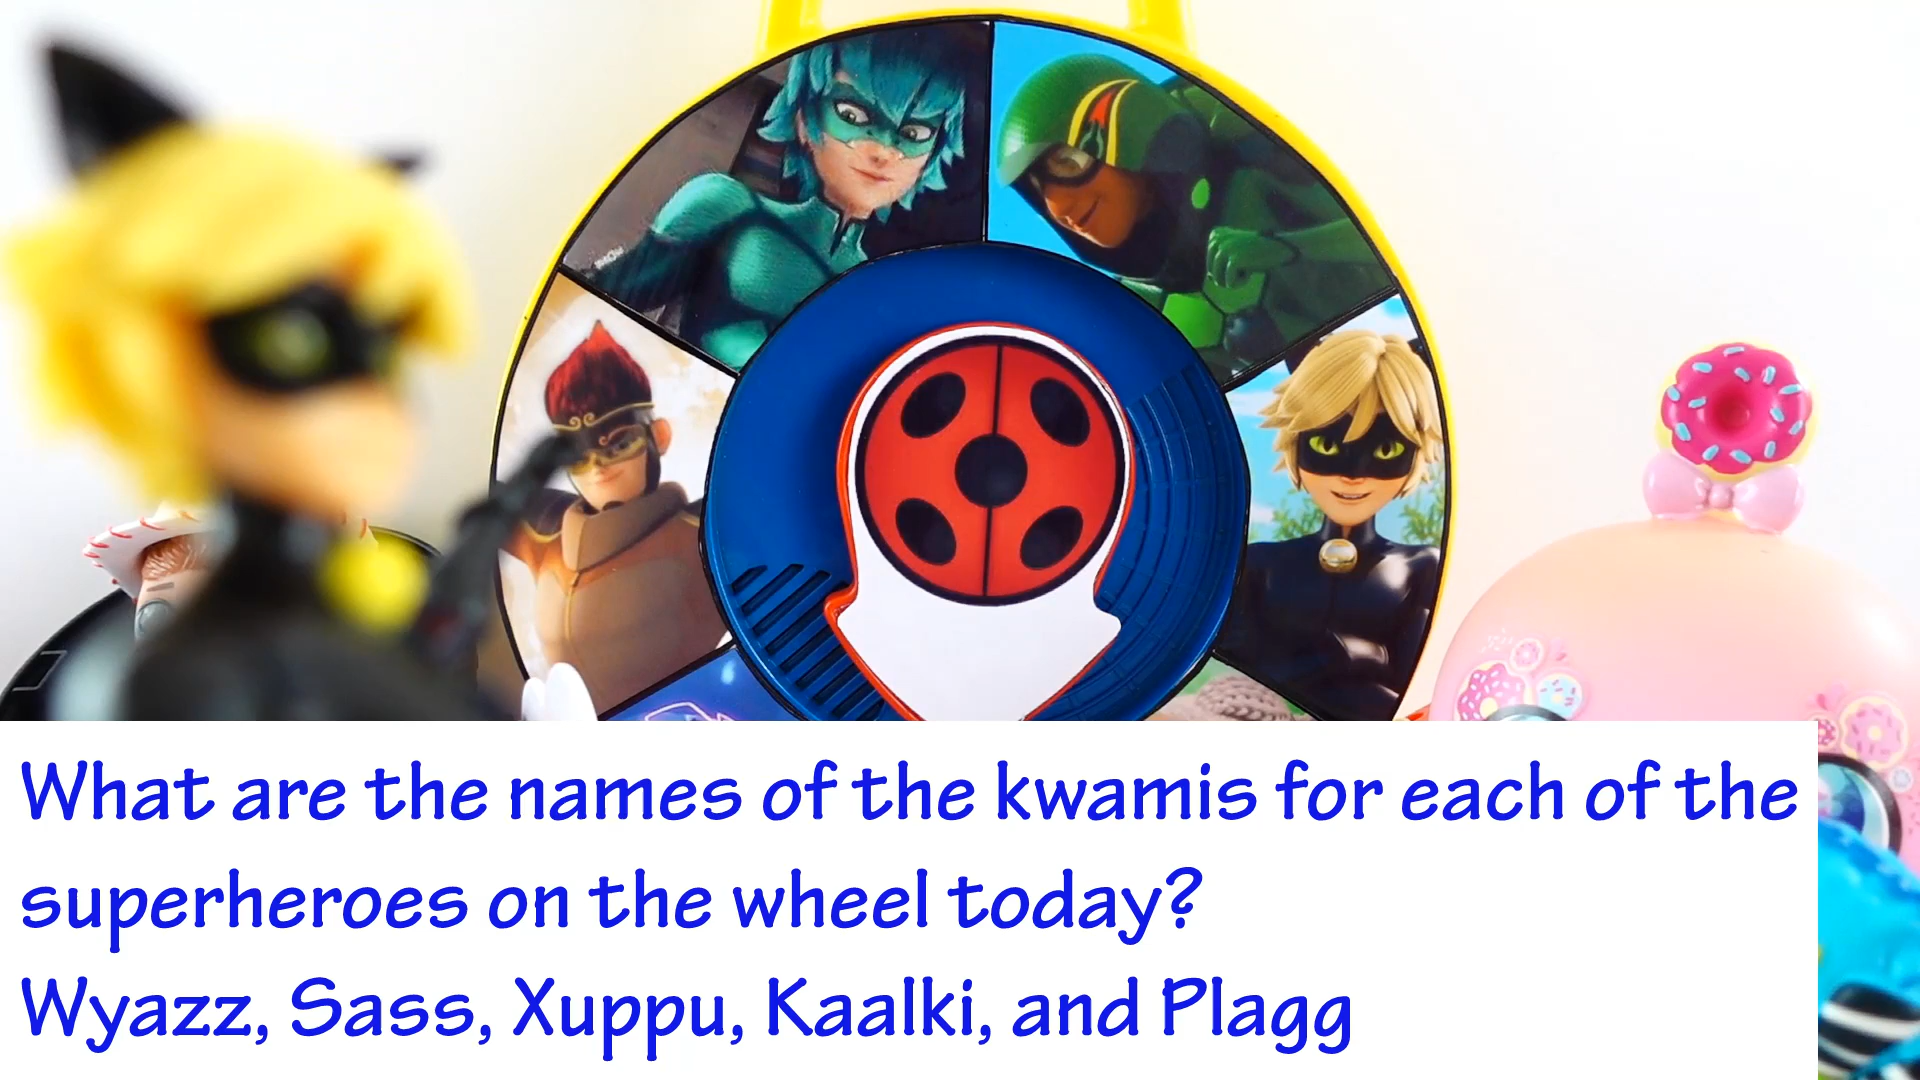 What are the names of the kwamis for each of the
superheroes on the wheel today?
Wyazz, Sass, Xuppu, Kaalki, and Plagg